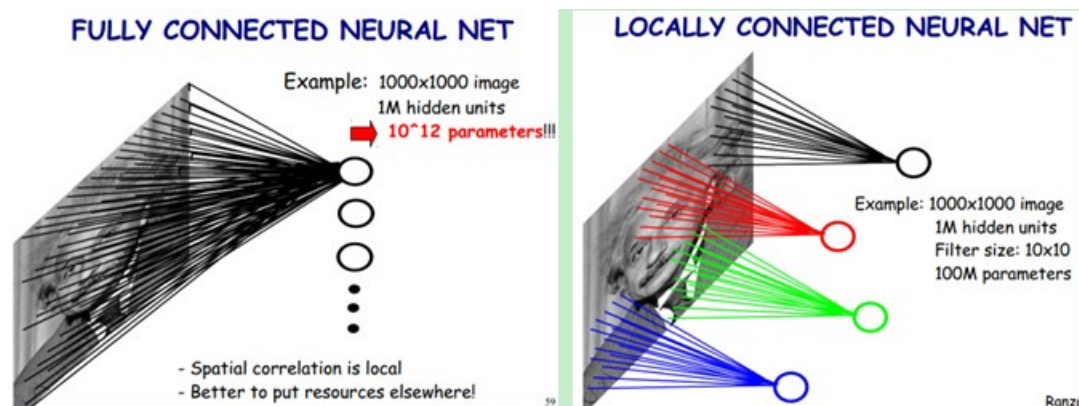 FULLY CONNECTED NEURAL NET
Example: 1000x1000 image
1M hidden units
10^12 parameters!!!
- Spatial correlation is local
- Better to put resources elsewhere!
59
LOCALLY CONNECTED NEURAL NET
Example: 1000x1000 image
1M hidden units
Filter size: 10x10
100M parameters